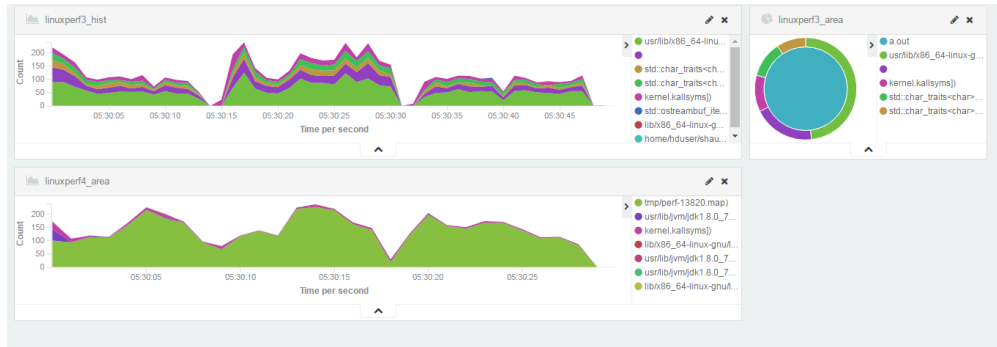 linuxperf3_hist
Count
200
150
100
50
0
05:30:05 05:30:10 05:30:15 05:30:20 05:30:25 05:30:30 05:30:35 05:30:40 05:30:45
Time per second
usr/lib/x86_64-linu...
std::char_traits<ch...
std::char_traits<ch...
kernel.kallsyms])
std::ostreambuf_ite...
lib/x86_64-linux-g...
home/hduser/shau...
linuxperf3_area
a.out
usr/lib/x86_64-linux-g...
kernel.kallsyms])
std::char_traits<char>...
std::char_traits<char>...
linuxperf4_area
Count
200
150
100
50
0
05:30:05 05:30:10 05:30:15 05:30:20 05:30:25
Time per second
tmp/perf-13820.map)
usr/lib/jvm/jdk1.8.0_7...
kernel.kallsyms])
lib/x86_64-linux-gnu/l...
usr/lib/jvm/jdk1.8.0_7...
usr/lib/jvm/jdk1.8.0_7...
lib/x86_64-linux-gnu/l...